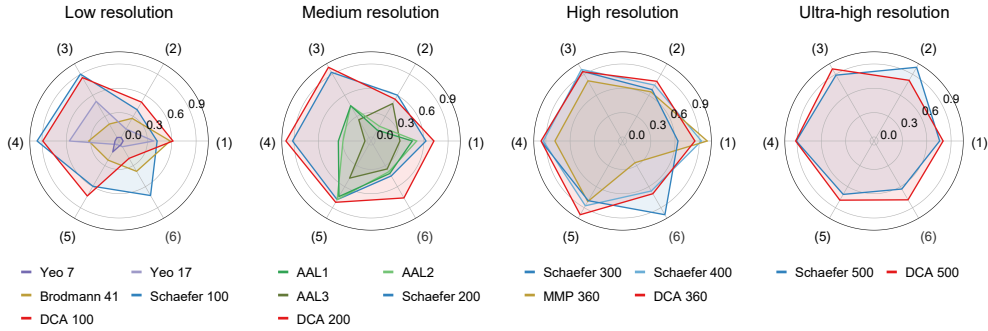 Low resolution
Medium resolution
High resolution
Ultra-high resolution
(3) (2)
(3) (2)
(3) (2)
(3) (2)
0.9
0.6
0.3
0.0
0.9
0.6
0.3
0.0
0.9
0.6
0.3
0.0
0.9
0.6
0.3
0.0
(4) (1)
(4) (1)
(4) (1)
(4) (1)
(5) (6)
(5) (6)
(5) (6)
(5) (6)
Yeo 7 Yeo 17
Brodmann 41 Schaefer 100
DCA 100
AAL1 AAL2
AAL3 Schaefer 200
DCA 200
Schaefer 300 Schaefer 400
MMP 360 DCA 360
Schaefer 500 DCA 500